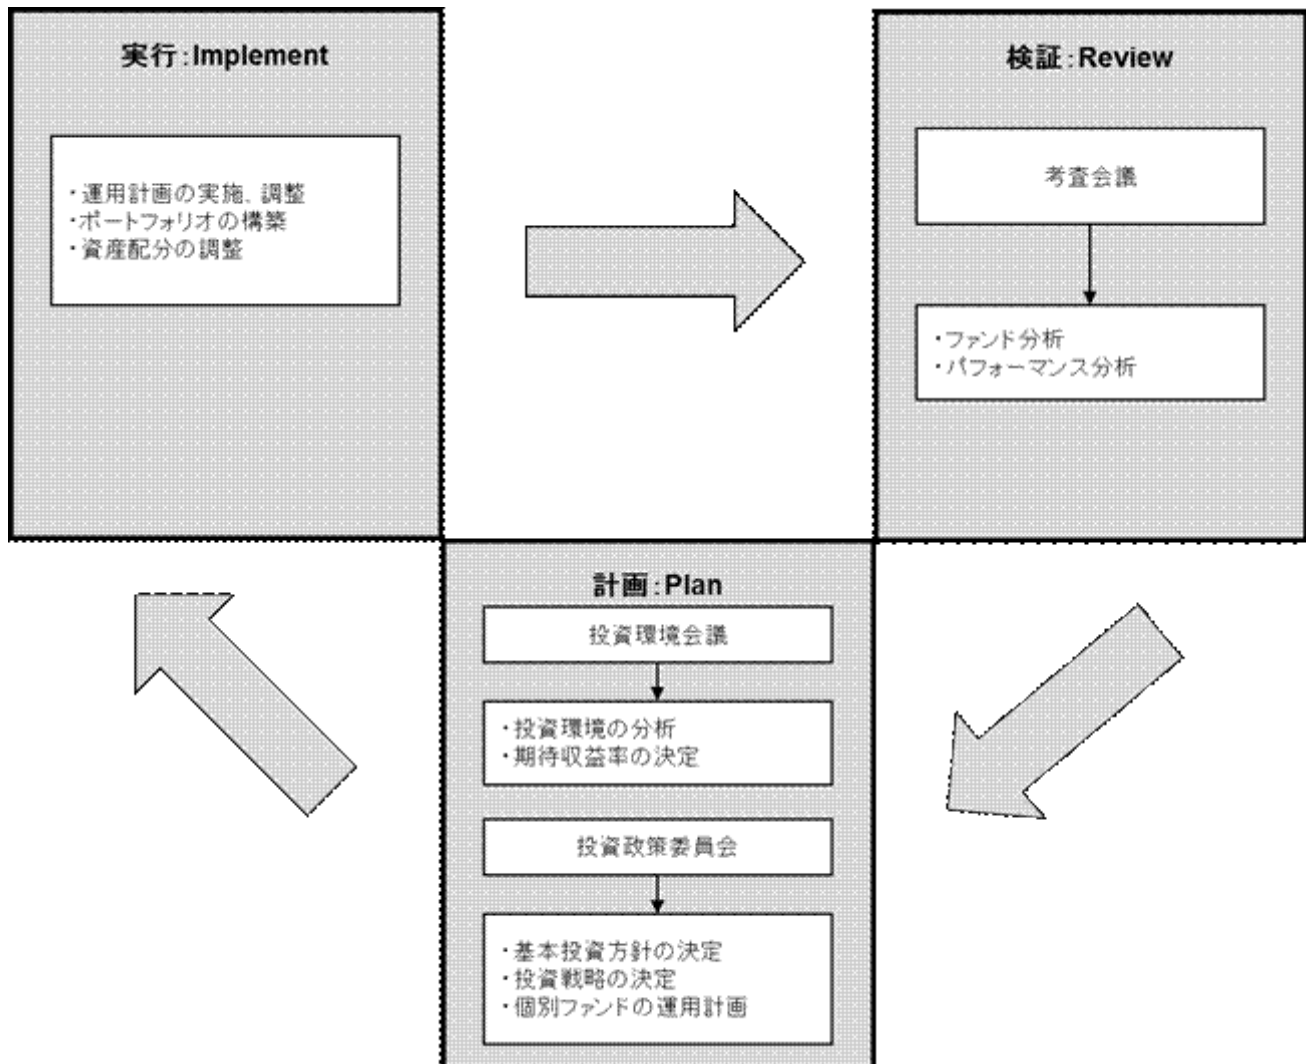 実行：Implement
・運用計画の実施、調整
・ポートフォリオの構築
・資産配分の調整
検証：Review
考査会議
・ファンド分析
・パフォーマンス分析
計画：Plan
投資環境会議
・投資環境の分析
・期待収益率の決定
投資政策委員会
・基本投資方針の決定
・投資戦略の決定
・個別ファンドの運用計画